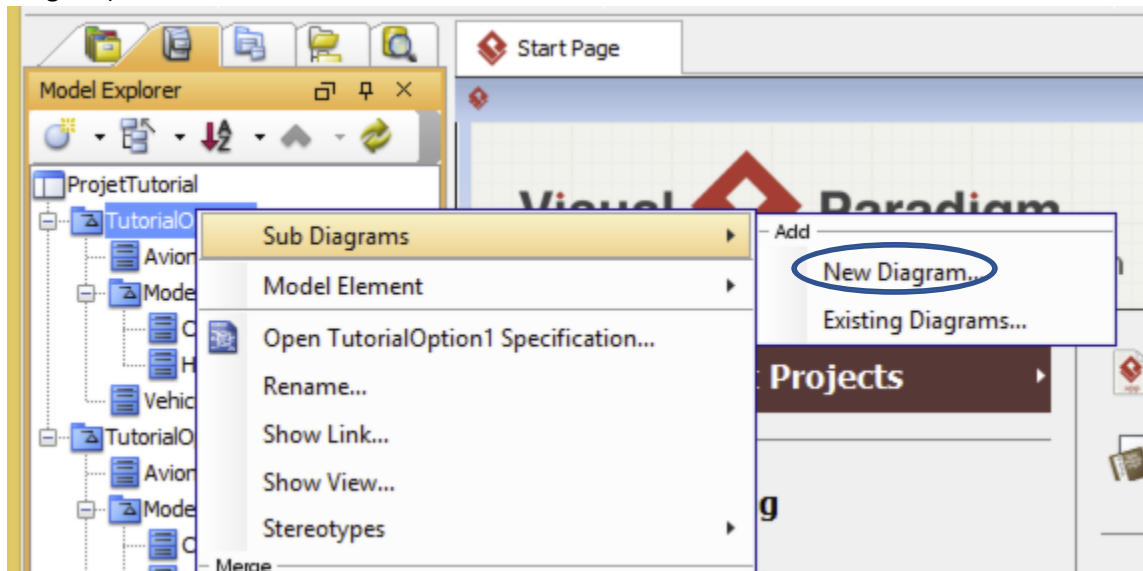 Start Page
Model Explorer
ProjetTutorial
TutorialO
Avion
Mode
C
H
Vehic
TutorialO
Avion
Mode
C
Sub Diagrams
Model Element
Open TutorialOption1 Specification...
Rename...
Show Link...
Show View...
Stereotypes
Merge
Add
New Diagram...
Existing Diagrams...
Visual Paradigm
Projects
g